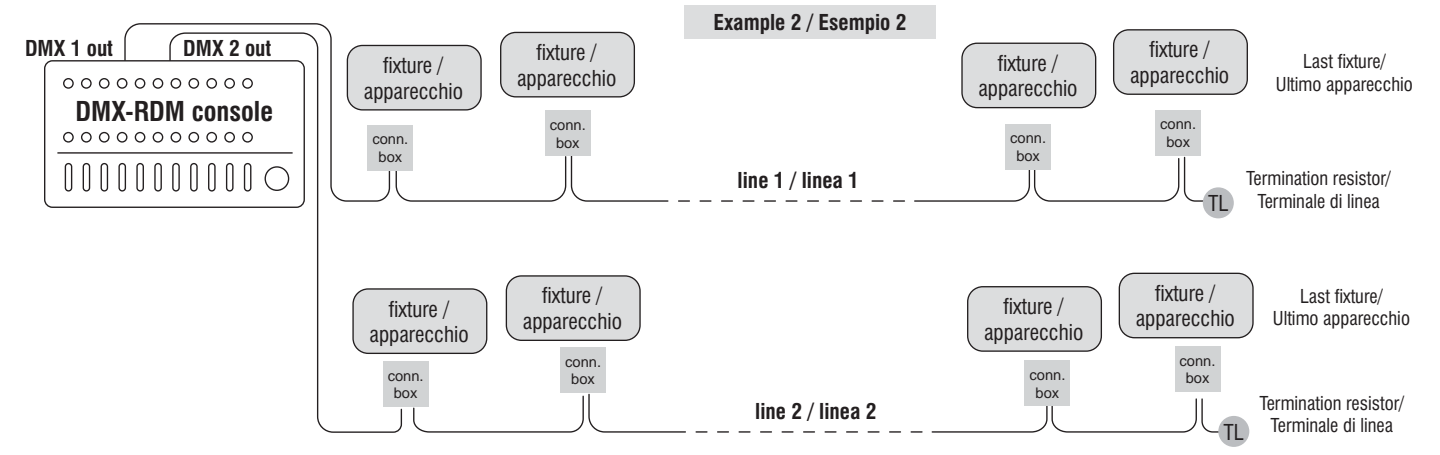 Example 2 / Esempio 2
DMX 1 out
DMX 2 out
DMX-RDM console
fixture /
apparecchio
fixture /
apparecchio
fixture /
apparecchio
fixture /
apparecchio
Last fixture/
Ultimo apparecchio
conn.
box
conn.
box
conn.
box
conn.
box
line 1 / linea 1
TL
Termination resistor/
Terminale di linea
fixture /
apparecchio
fixture /
apparecchio
fixture /
apparecchio
fixture /
apparecchio
Last fixture/
Ultimo apparecchio
conn.
box
conn.
box
conn.
box
conn.
box
line 2 / linea 2
TL
Termination resistor/
Terminale di linea